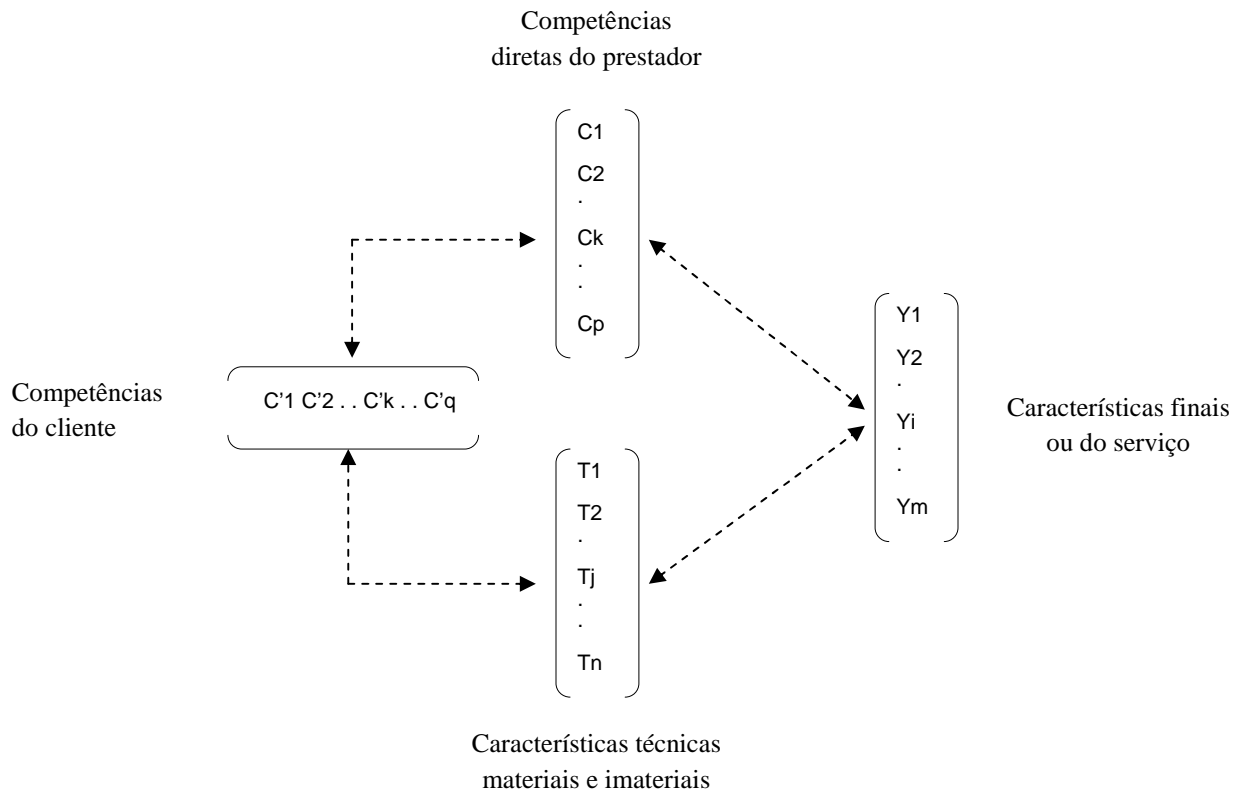 Competências
diretas do prestador
C1
C2
.
Ck
.
.
Cp
Competências
do cliente
C'1 C'2 . . C'k . . C'q
Y1
Y2
.
Yi
.
.
Ym
Características finais
ou do serviço
T1
T2
.
Tj
.
.
Tn
Características técnicas
materiais e imateriais